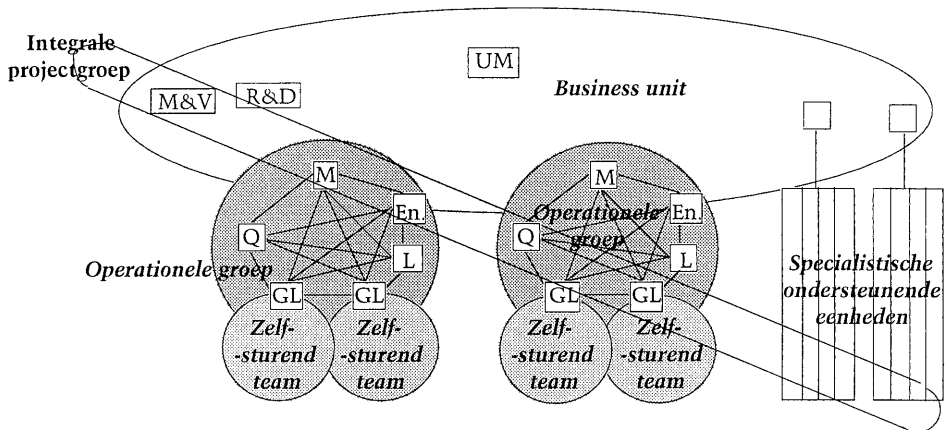 Integrale
projectgroep
UM
Business unit
M&V
R&D
M
En.
Q
L
Operationele groep
GL
GL
Zelf-
-sturend
team
Zelf-
-sturend
team
M
En.
Operationele
groep
Q
L
GL
GL
Zelf-
-sturend
team
Zelf-
-sturend
team
Specialistische
ondersteunende
eenheden